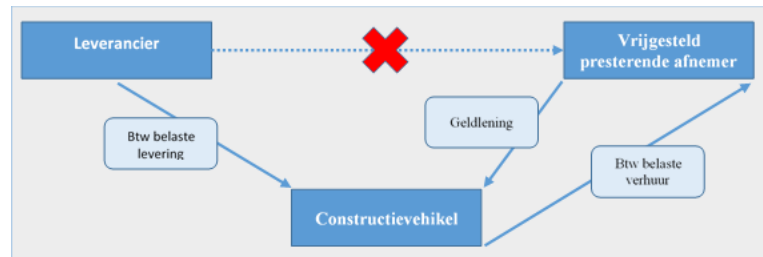 Leverancier
Vrijgesteld
presterende afnemer
Btw belaste
levering
Geldlening
Btw belaste
verhuur
Constructievehikel